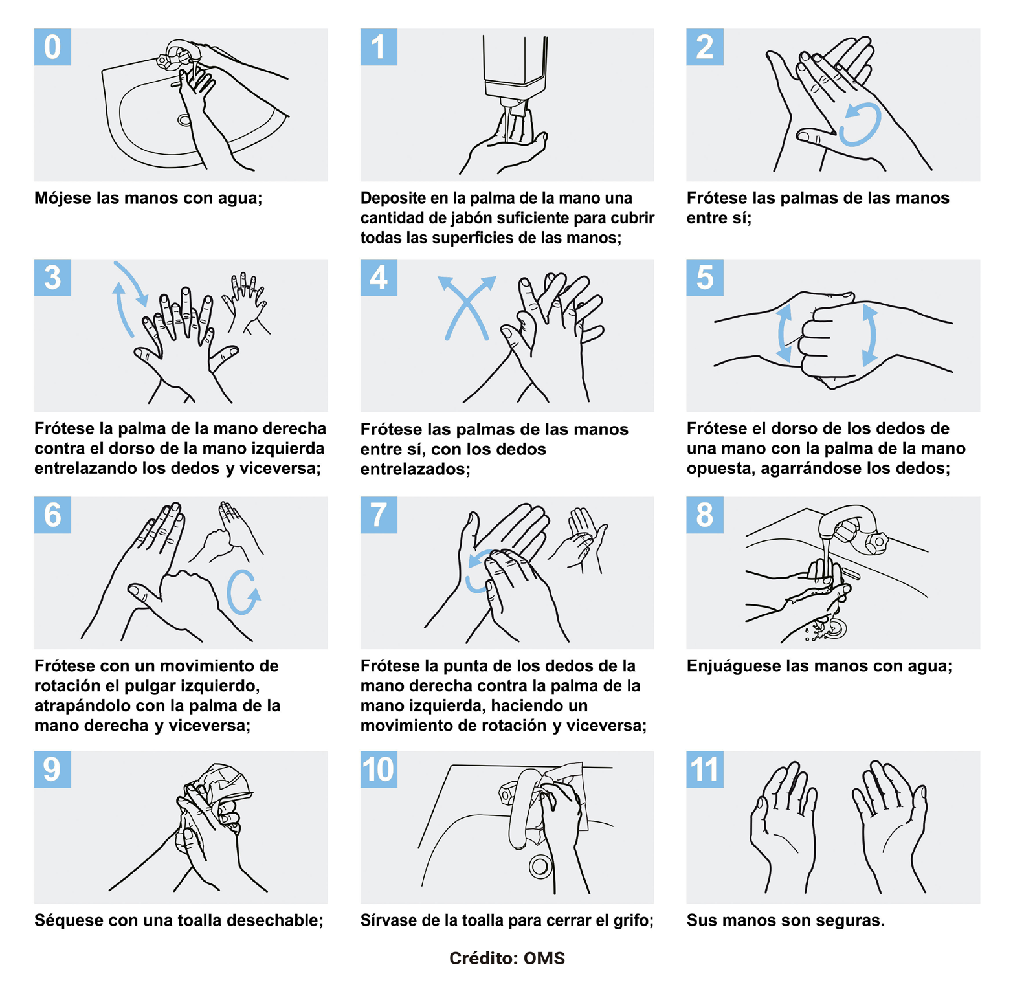 0
Mójese las manos con agua;
1
Deposite en la palma de la mano una
cantidad de jabón suficiente para cubrir
todas las superficies de las manos;
2
Frótese las palmas de las manos
entre sí;
3
Frótese la palma de la mano derecha
contra el dorso de la mano izquierda
entrelazando los dedos y viceversa;
4
Frótese las palmas de las manos
entre sí, con los dedos
entrelazados;
5
Frótese el dorso de los dedos de
una mano con la palma de la mano
opuesta, agarrándose los dedos;
6
Frótese con un movimiento de
rotación el pulgar izquierdo,
atrapándolo con la palma de la
mano derecha y viceversa;
7
Frótese la punta de los dedos de la
mano derecha contra la palma de la
mano izquierda, haciendo un
movimiento de rotación y viceversa;
8
Enjuáguese las manos con agua;
9
Séquese con una toalla desechable;
10
Sírvase de la toalla para cerrar el grifo;
11
Sus manos son seguras.
Crédito: OMS